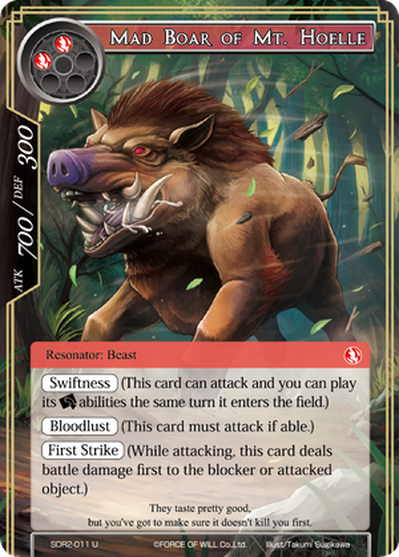 Mad Boar of Mt. Hoelle
ATK 700 / DEF 300
Resonator: Beast
Swiftness (This card can attack and you can play
its abilities the same turn it enters the field.)
Bloodlust (This card must attack if able.)
First Strike (While attacking, this card deals
battle damage first to the blocker or attacked
object.)
They taste pretty good,
but you've got to make sure it doesn't kill you first.
SDR2-011 U ©FORCE OF WILL Co.,Ltd. Illust/Takumi Sugikawa